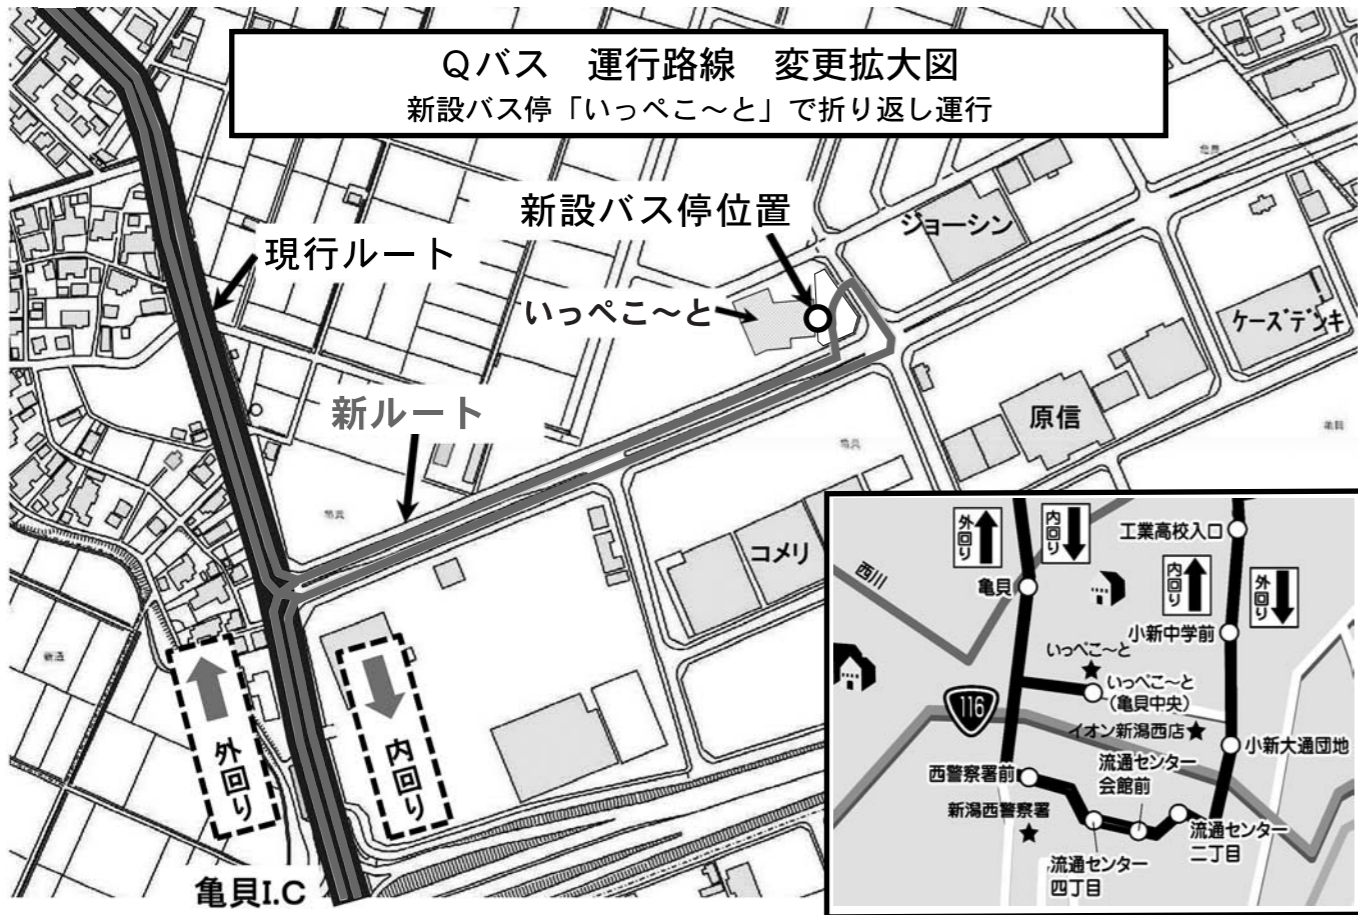 Qバス 運行路線 変更拡大図
新設バス停「いっぺこ～と」で折り返し運行
亀貝
新設バス停位置
ジョーシン
現行ルート
いっぺこ～と
ケーズデンキ
新ルート
原信
亀貝
亀貝
亀貝
コメリ
外回り
内回り
亀貝I.C
外回り
内回り
工業高校入口
西川
亀貝
内回り
外回り
小新中学前
いっぺこ～と
いっぺこ～と
(亀貝中央)
116
イオン新潟西店
小新大通団地
西警察署前
流通センター
会館前
新潟西警察署
流通センター
二丁目
流通センター
四丁目